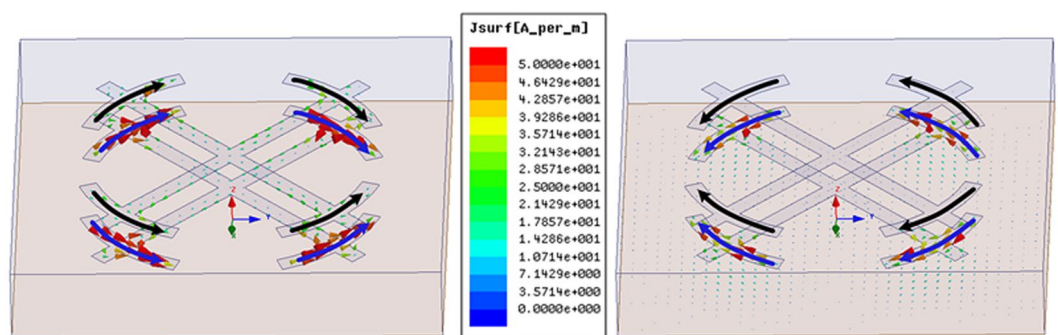 Jsurf[A_per_m]
5.0000e+001
4.6429e+001
4.2857e+001
3.9286e+001
3.5714e+001
3.2143e+001
2.8571e+001
2.5000e+001
2.1429e+001
1.7857e+001
1.4286e+001
1.0714e+001
7.1429e+000
3.5714e+000
0.0000e+000
Z
Y
X
Z
Y
X